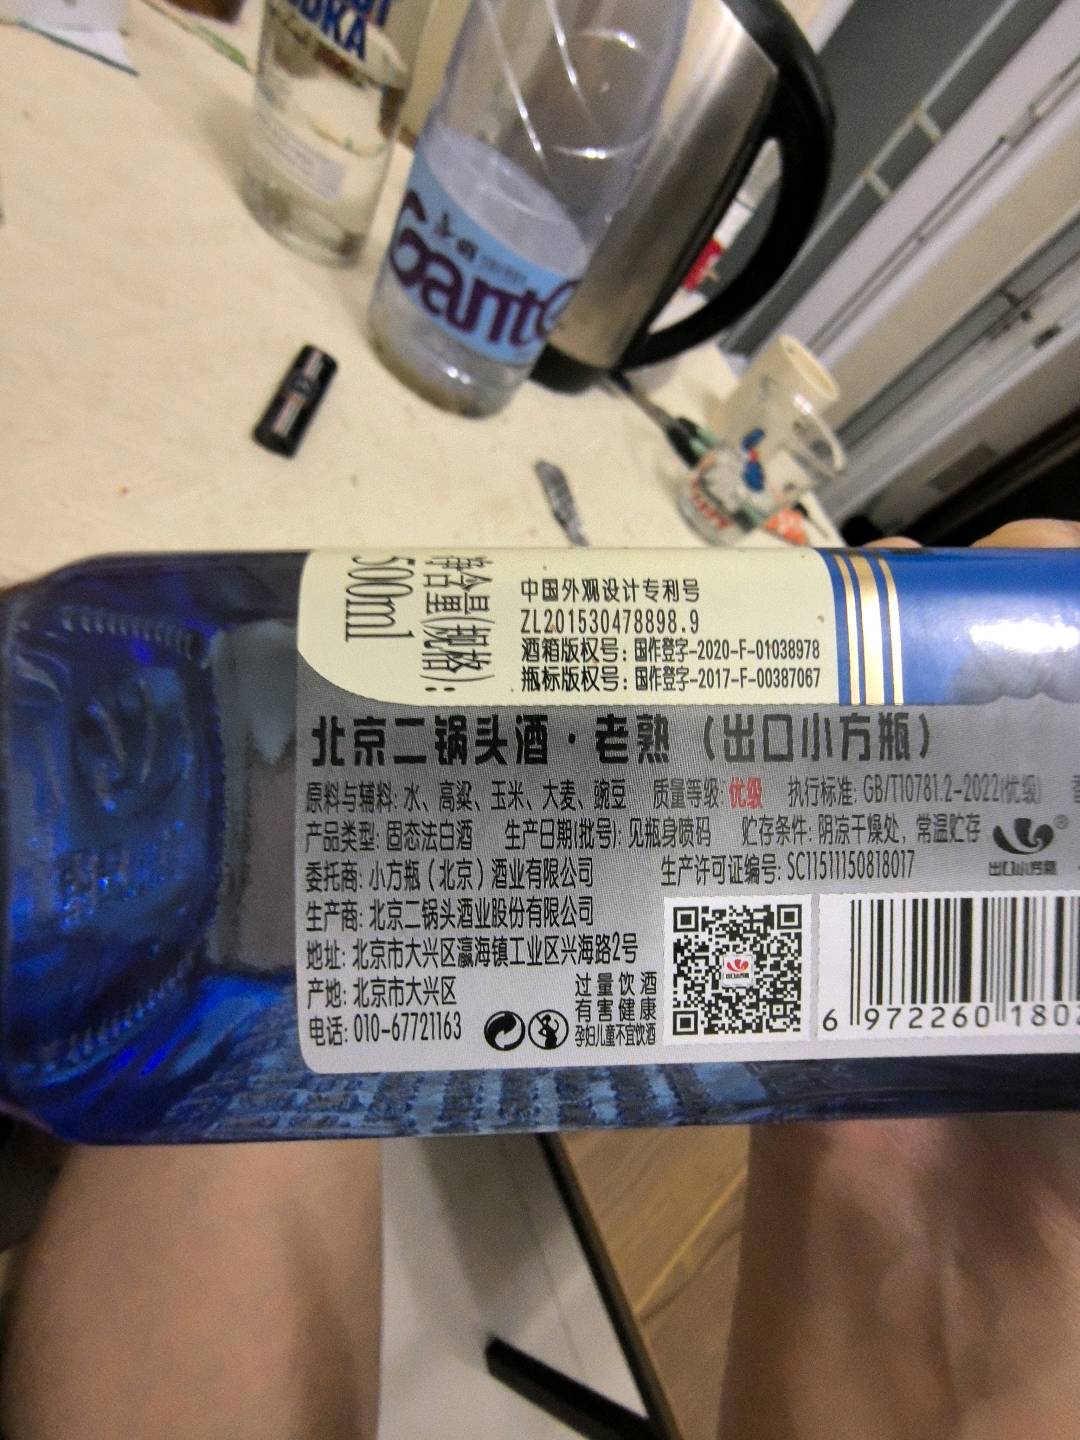 VODKA
Ganten
500ml
净含量(规格):
中国外观设计专利号
ZL201530478898.9
酒箱版权号: 国作登字-2020-F-01038978
瓶标版权号: 国作登字-2017-F-00387067
北京二锅头酒·老熟（出口小方瓶）
原料与辅料: 水、高粱、玉米、大麦、豌豆 质量等级: 优级 执行标准: GB/T10781.2-2022(优级)
产品类型: 固态法白酒 生产日期(批号): 见瓶身喷码 贮存条件: 阴凉干燥处，常温贮存
委托商: 小方瓶（北京）酒业有限公司 生产许可证编号: SC11511150818017
出口小方瓶
生产商: 北京二锅头酒业股份有限公司
地址: 北京市大兴区瀛海镇工业区兴海路2号
产地: 北京市大兴区
电话: 010-67721163
过量饮酒
有害健康
孕妇儿童不宜饮酒
6 972260 180